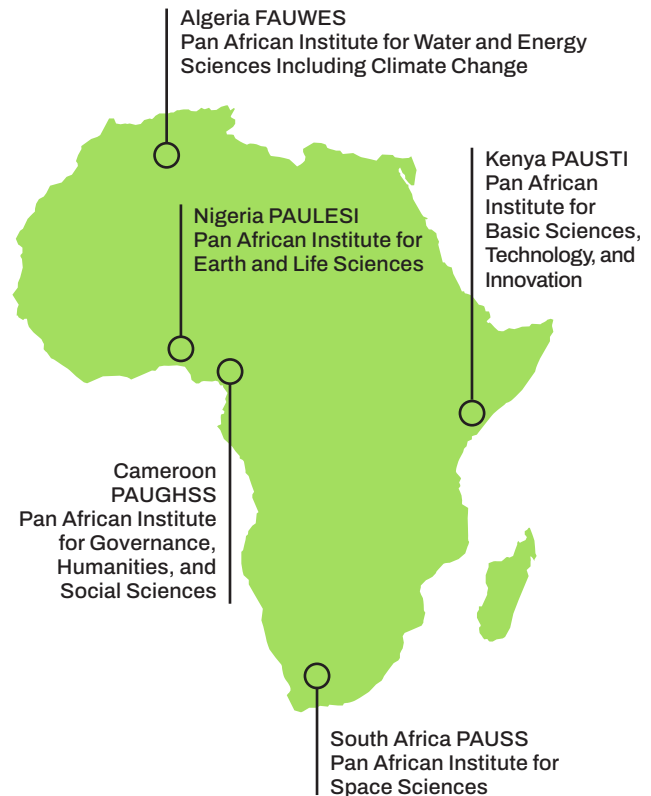 Algeria FAUWES
Pan African Institute for Water and Energy
Sciences Including Climate Change
Kenya PAUSTI
Pan African
Institute for
Basic Sciences,
Technology, and
Innovation
Nigeria PAULESI
Pan African Institute for
Earth and Life Sciences
Cameroon
PAUGHSS
Pan African Institute
for Governance,
Humanities, and
Social Sciences
South Africa PAUSS
Pan African Institute for
Space Sciences